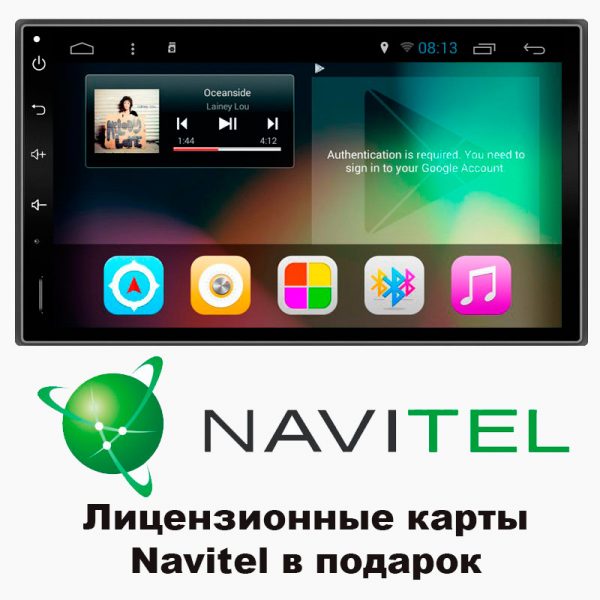 08:13
Oceanside
Lainey Lou
1:44
4:12
Authentication is required. You need to
sign in to your Google Account.
NAVITEL
Лицензионные карты
Navitel в подарок